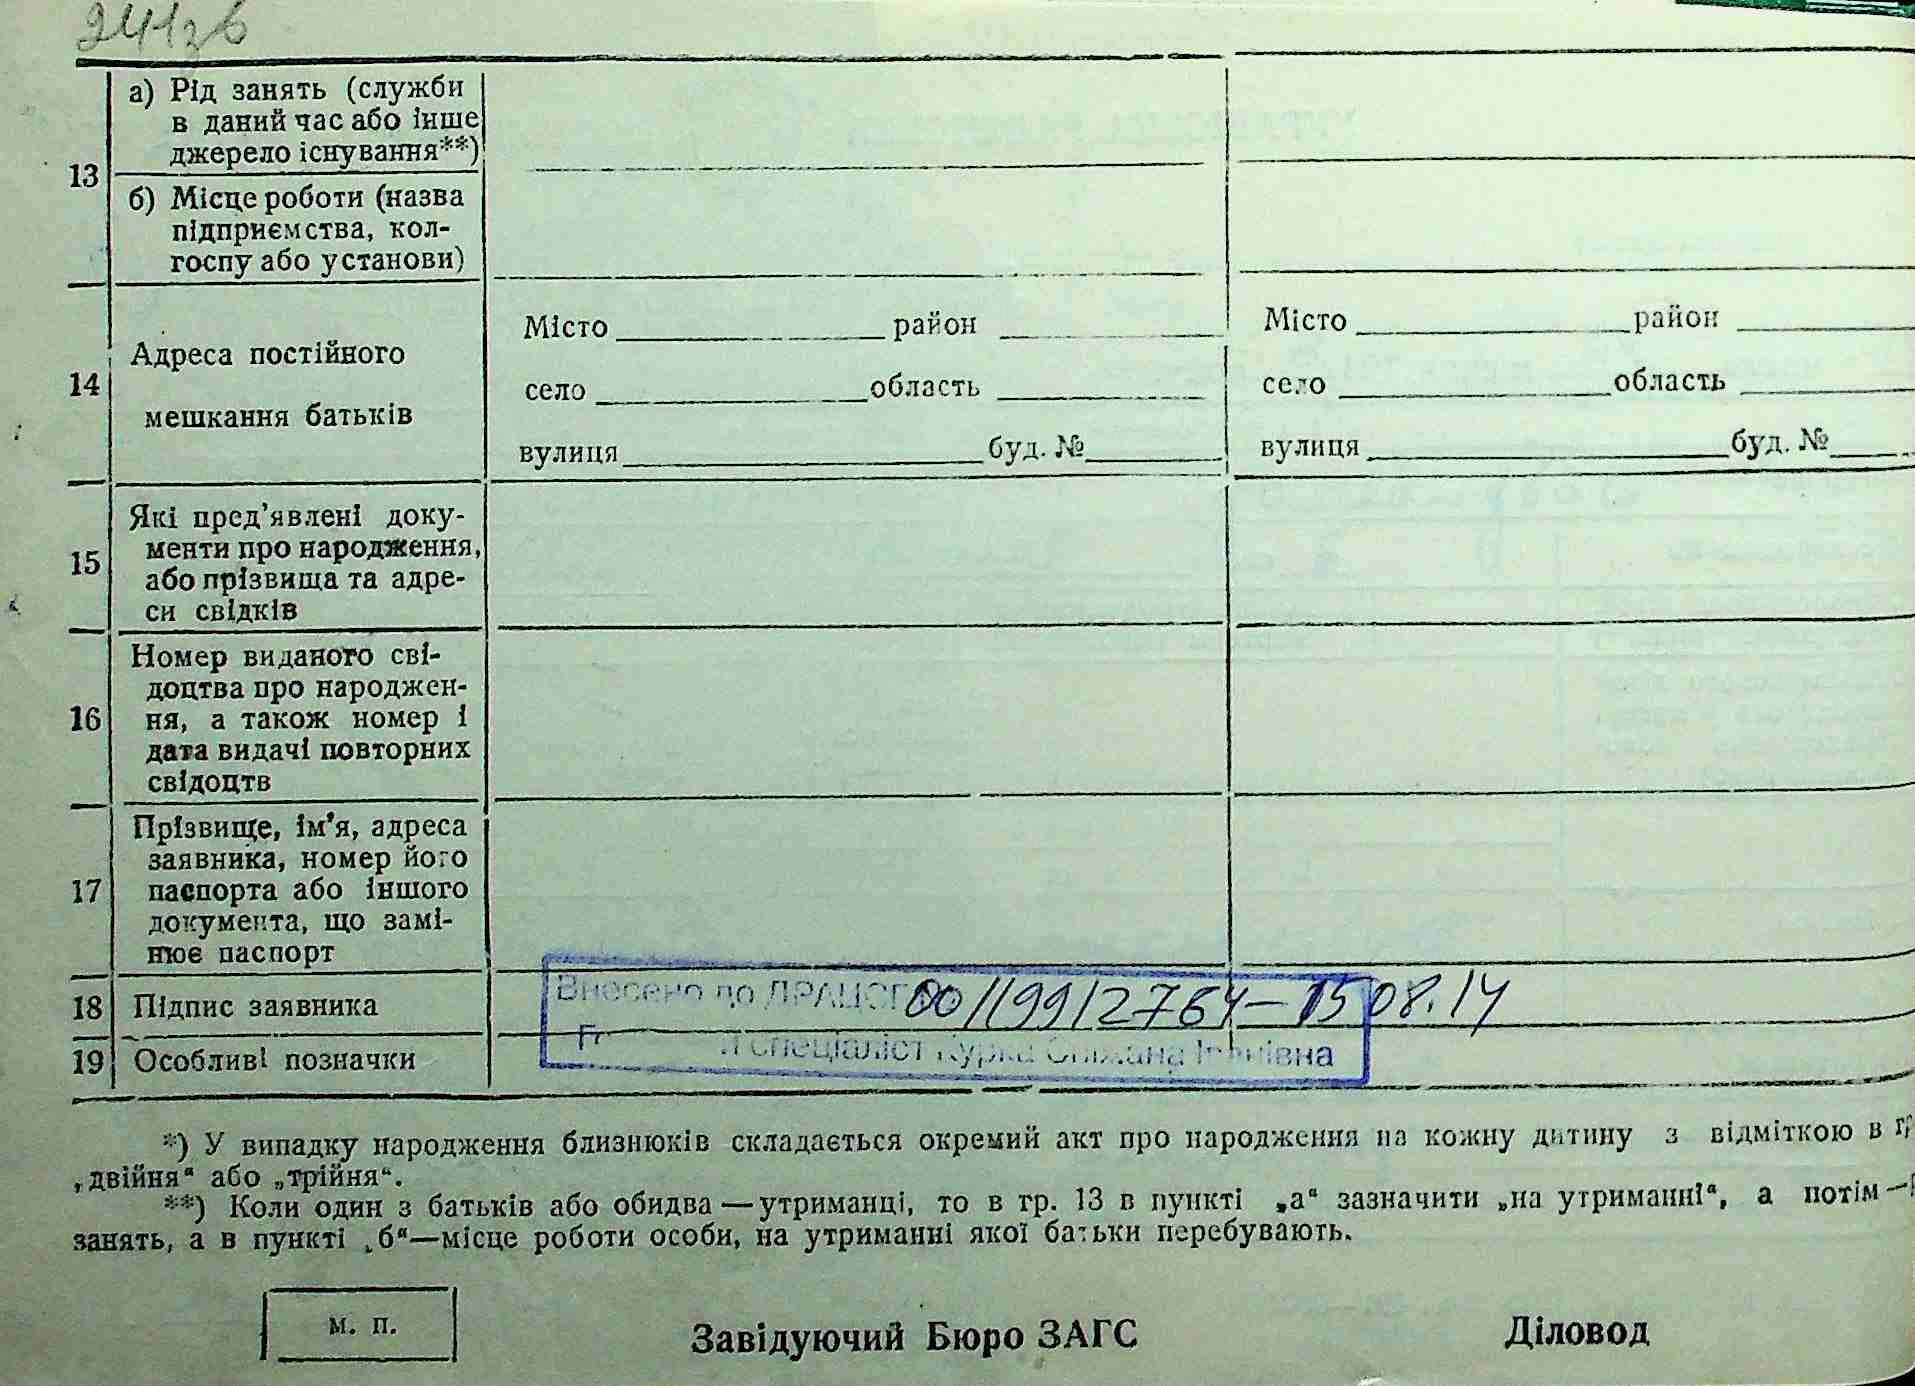 241зв
13
а) Рід занять (служби
в даний час або інше
джерело існування**)
б) Місце роботи (назва
підприємства, кол-
госпу або установи)
14
Адреса постійного
мешкання батьків
Місто район
село область
вулиця буд. №
Місто район
село область
вулиця буд. №
15
Які пред'явлені доку-
менти про народження,
або прізвища та адре-
си свідків
16
Номер виданого сві-
доцтва про народжен-
ня, а також номер і
дата видачі повторних
свідоцтв
17
Прізвище, ім'я, адреса
заявника, номер його
паспорта або іншого
документа, що замі-
нює паспорт
18
Підпис заявника
Внесено до ДРАЦСГ 00119912764-15.08.14
19
Особливі позначки
спеціаліст Курка Сніжана Іванівна
*) У випадку народження близнюків складається окремий акт про народження на кожну дитину з відміткою в гр
„двійня“ або „трійня“.
**) Коли один з батьків або обидва—утриманці, то в гр. 13 в пункті „а“ зазначити „на утриманні“, а потім—
занять, а в пункті „б“—місце роботи особи, на утриманні якої батьки перебувають.
м. п.
Завідуючий Бюро ЗАГС
Діловод